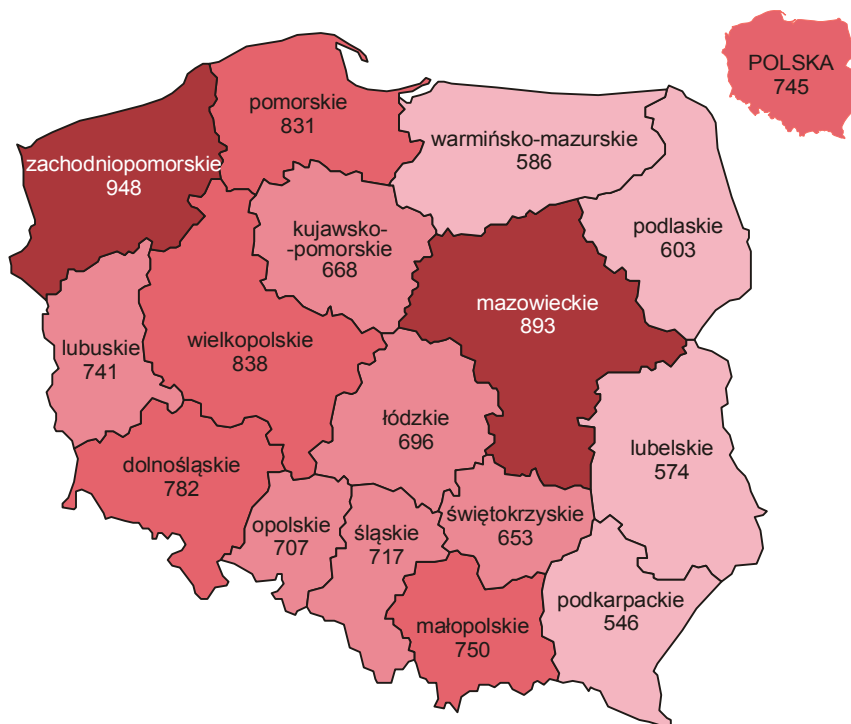 POLSKA
745
pomorskie
831
warmińsko-mazurskie
586
zachodniopomorskie
948
podlaskie
603
kujawsko-
-pomorskie
668
mazowieckie
893
lubuskie
741
wielkopolskie
838
łódzkie
696
lubelskie
574
dolnośląskie
782
opolskie
707
śląskie
717
świętokrzyskie
653
podkarpackie
546
małopolskie
750